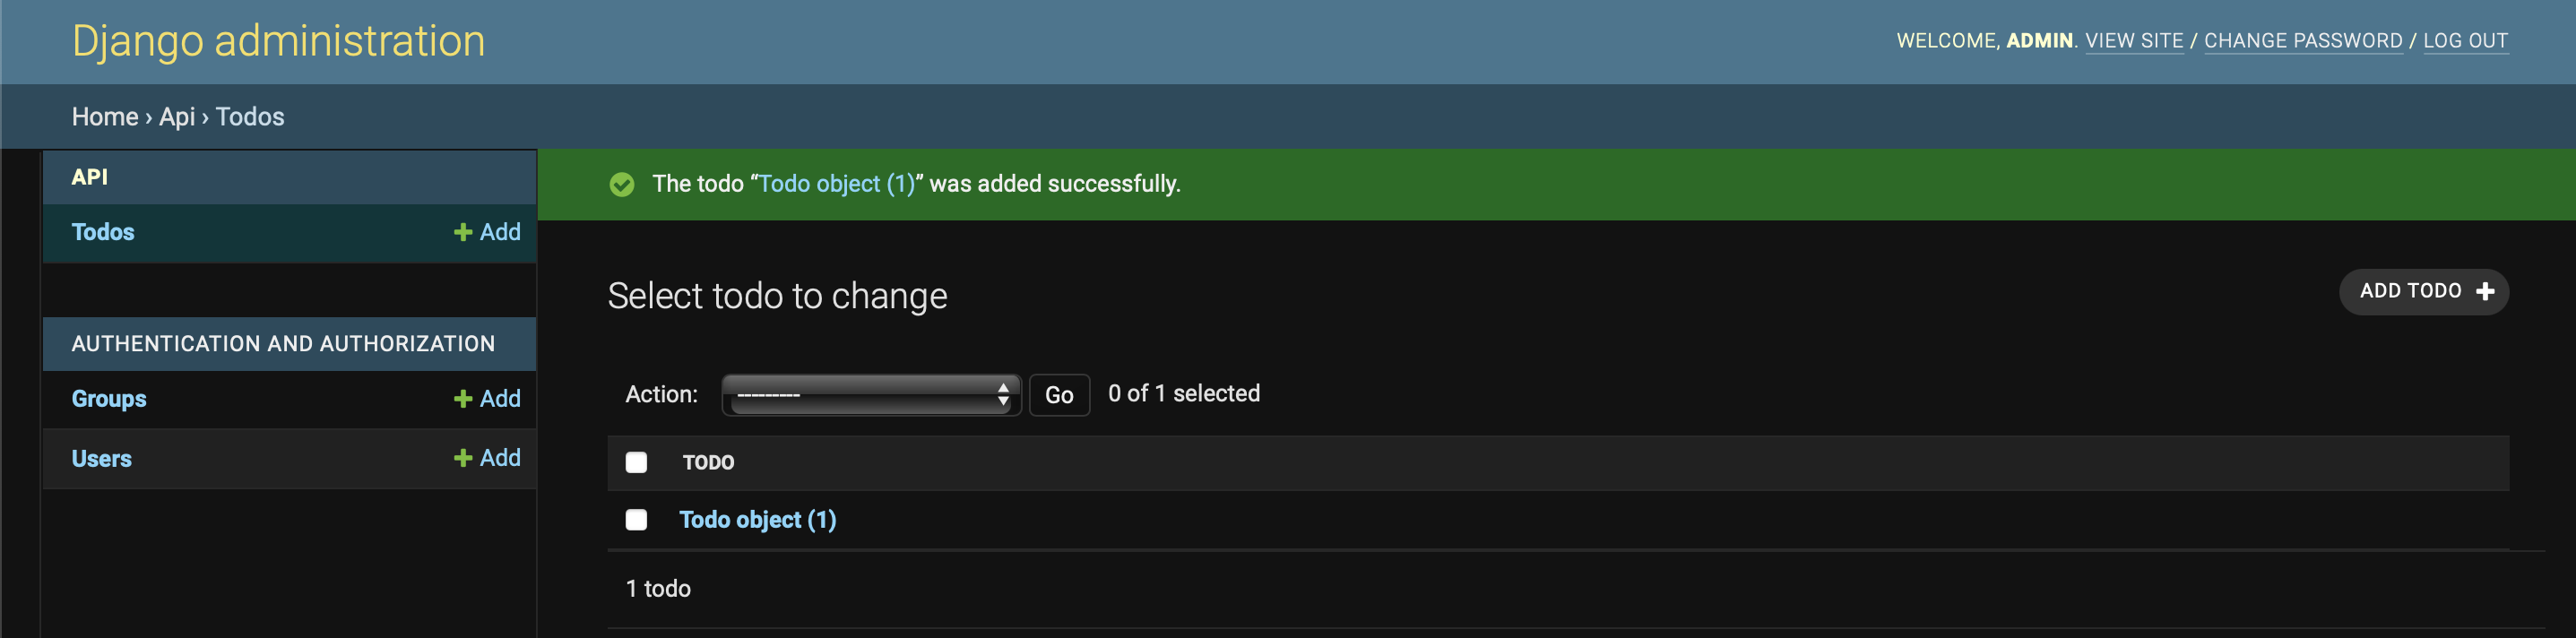 Django administration
WELCOME, ADMIN. VIEW SITE / CHANGE PASSWORD / LOG OUT
Home › Api › Todos
API
Todos + Add
AUTHENTICATION AND AUTHORIZATION
Groups + Add
Users + Add
The todo “Todo object (1)” was added successfully.
Select todo to change
ADD TODO +
Action: --------- Go 0 of 1 selected
TODO
Todo object (1)
1 todo